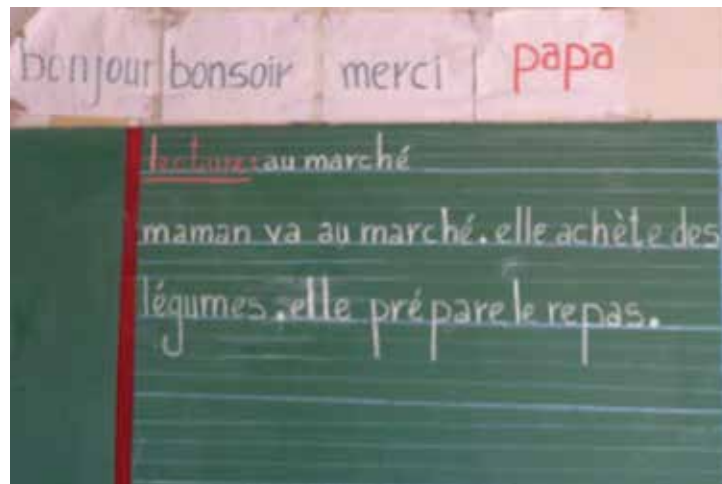 bonjour bonsoir merci papa
lecture: au marché
maman va au marché. elle achète des
légumes. elle prépare le repas.